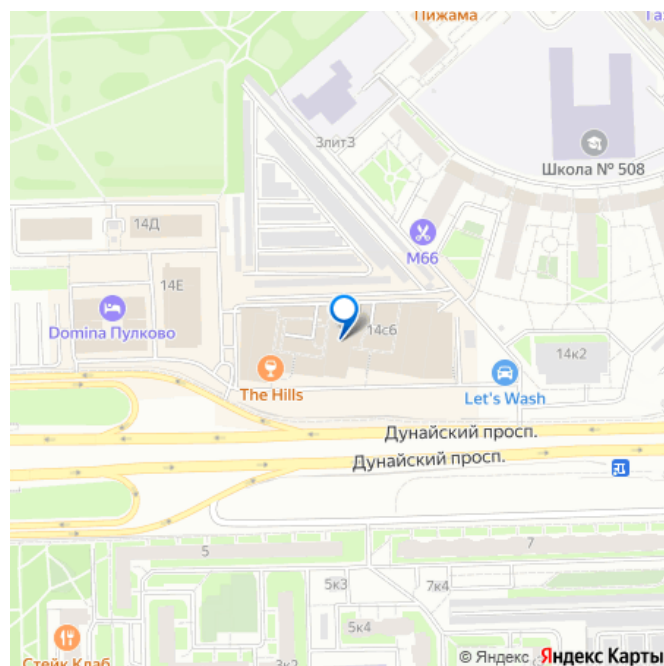 Пижама
3литЗ
Школа № 508
М66
14Д
14Е
Domina Пулково
14с6
14к2
The Hills
Let's Wash
Дунайский просп.
Дунайский просп.
5
7
5к3
7к4
5к4
3к2
Стейк Клаб
© Яндекс Яндекс Карты